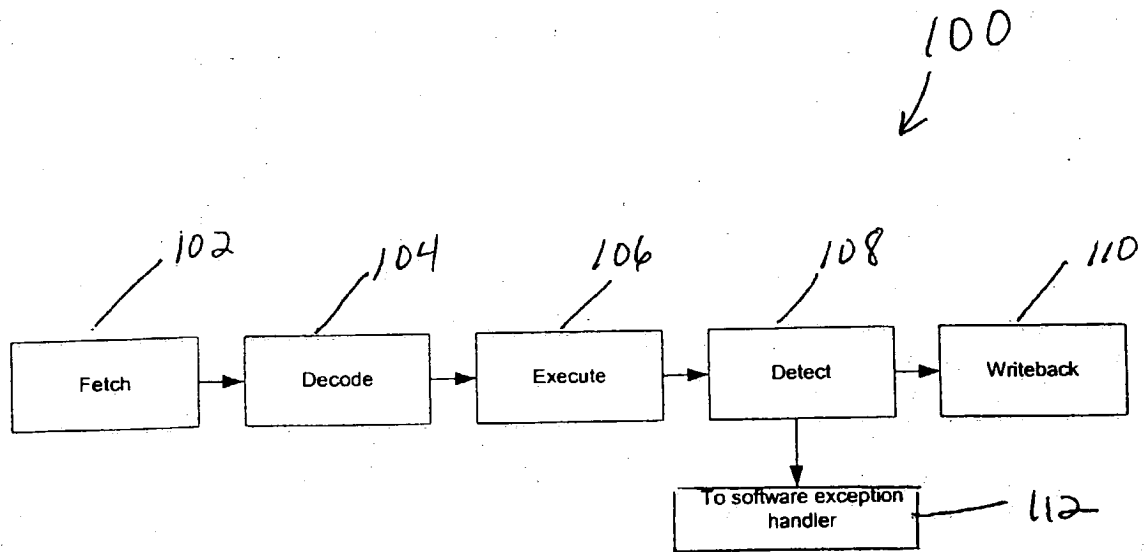 100
102
104
106
108
110
Fetch
Decode
Execute
Detect
Writeback
To software exception
handler
112